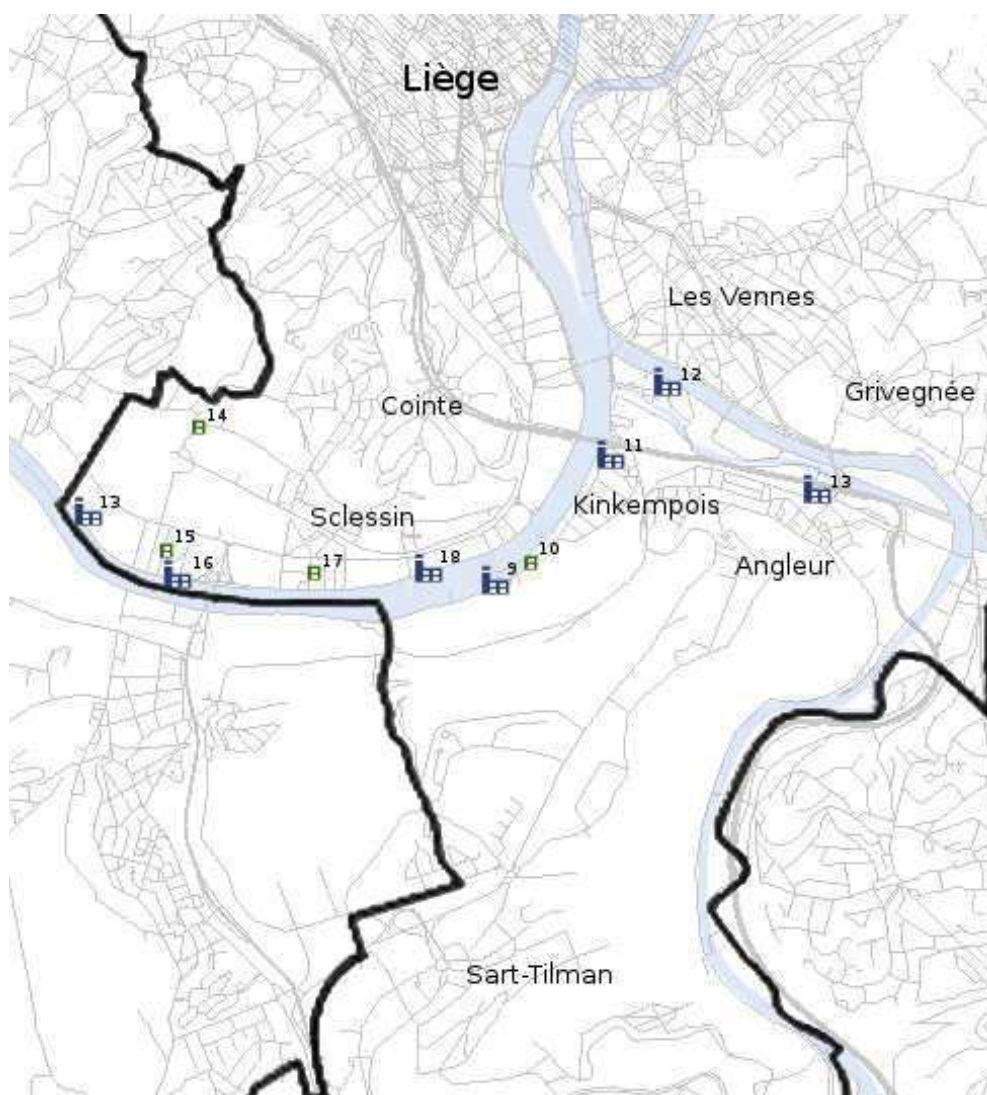 Liège
Les Vennes
12
Grivegnée
Cointe
14
11
13
Kinkempois
13
Sclessin
15
10
Angleur
17
18
9
16
Sart-Tilman